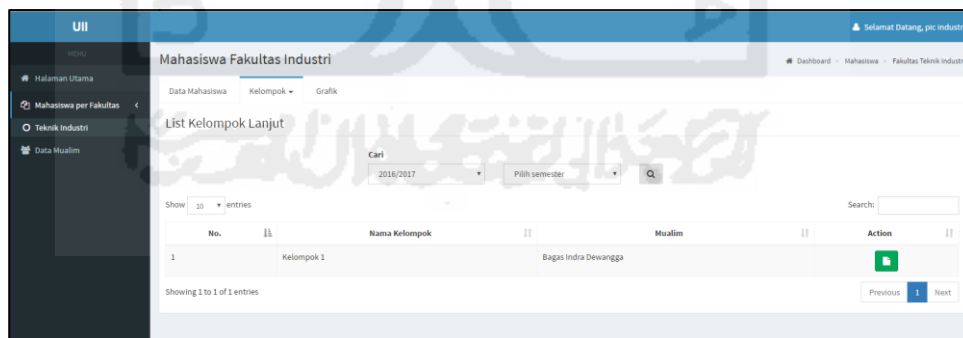 UII
Selamat Datang, pic industri
MENU
Halaman Utama
Mahasiswa per Fakultas
Teknik Industri
Data Mualim
Mahasiswa Fakultas Industri
Dashboard > Mahasiswa > Fakultas Teknik Industri
Data Mahasiswa Kelompok Grafik
List Kelompok Lanjut
Cari
2016/2017 Pilih semester
Show 10 entries Search:
No. Nama Kelompok Mualim Action
1 Kelompok 1 Bagas Indra Dewangga
Showing 1 to 1 of 1 entries Previous 1 Next